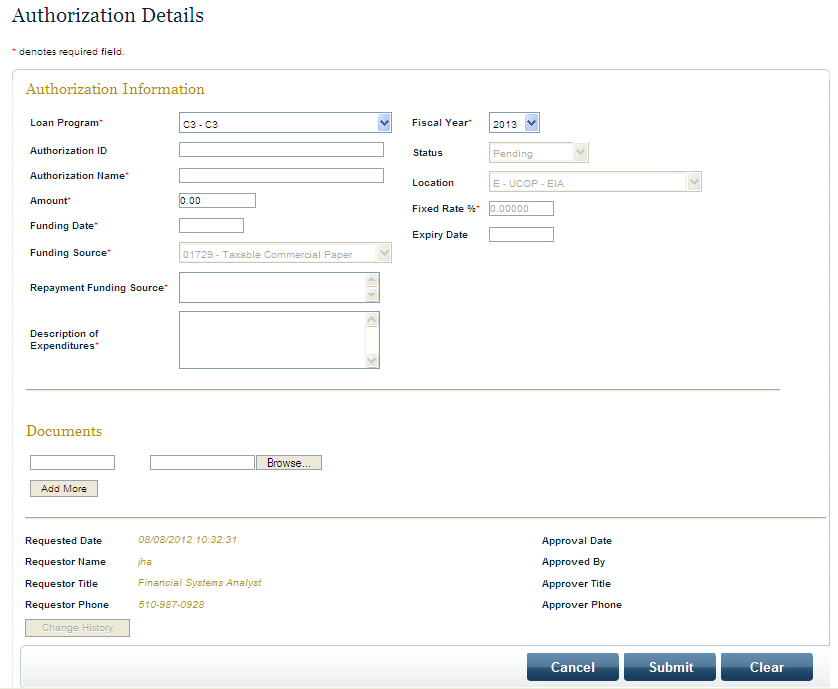 Authorization Details
* denotes required field.
Authorization Information
Loan Program* C3 - C3 Fiscal Year* 2013
Authorization ID Status Pending
Authorization Name* Location E - UCOP - EIA
Amount* 0.00 Fixed Rate %* 0.00000
Funding Date* Expiry Date
Funding Source* 01729 - Taxable Commercial Paper
Repayment Funding Source*
Description of
Expenditures*
Documents
Browse...
Add More
Requested Date 08/08/2012 10:32:31 Approval Date
Requestor Name jha Approved By
Requestor Title Financial Systems Analyst Approver Title
Requestor Phone 510-987-0928 Approver Phone
Change History
Cancel Submit Clear